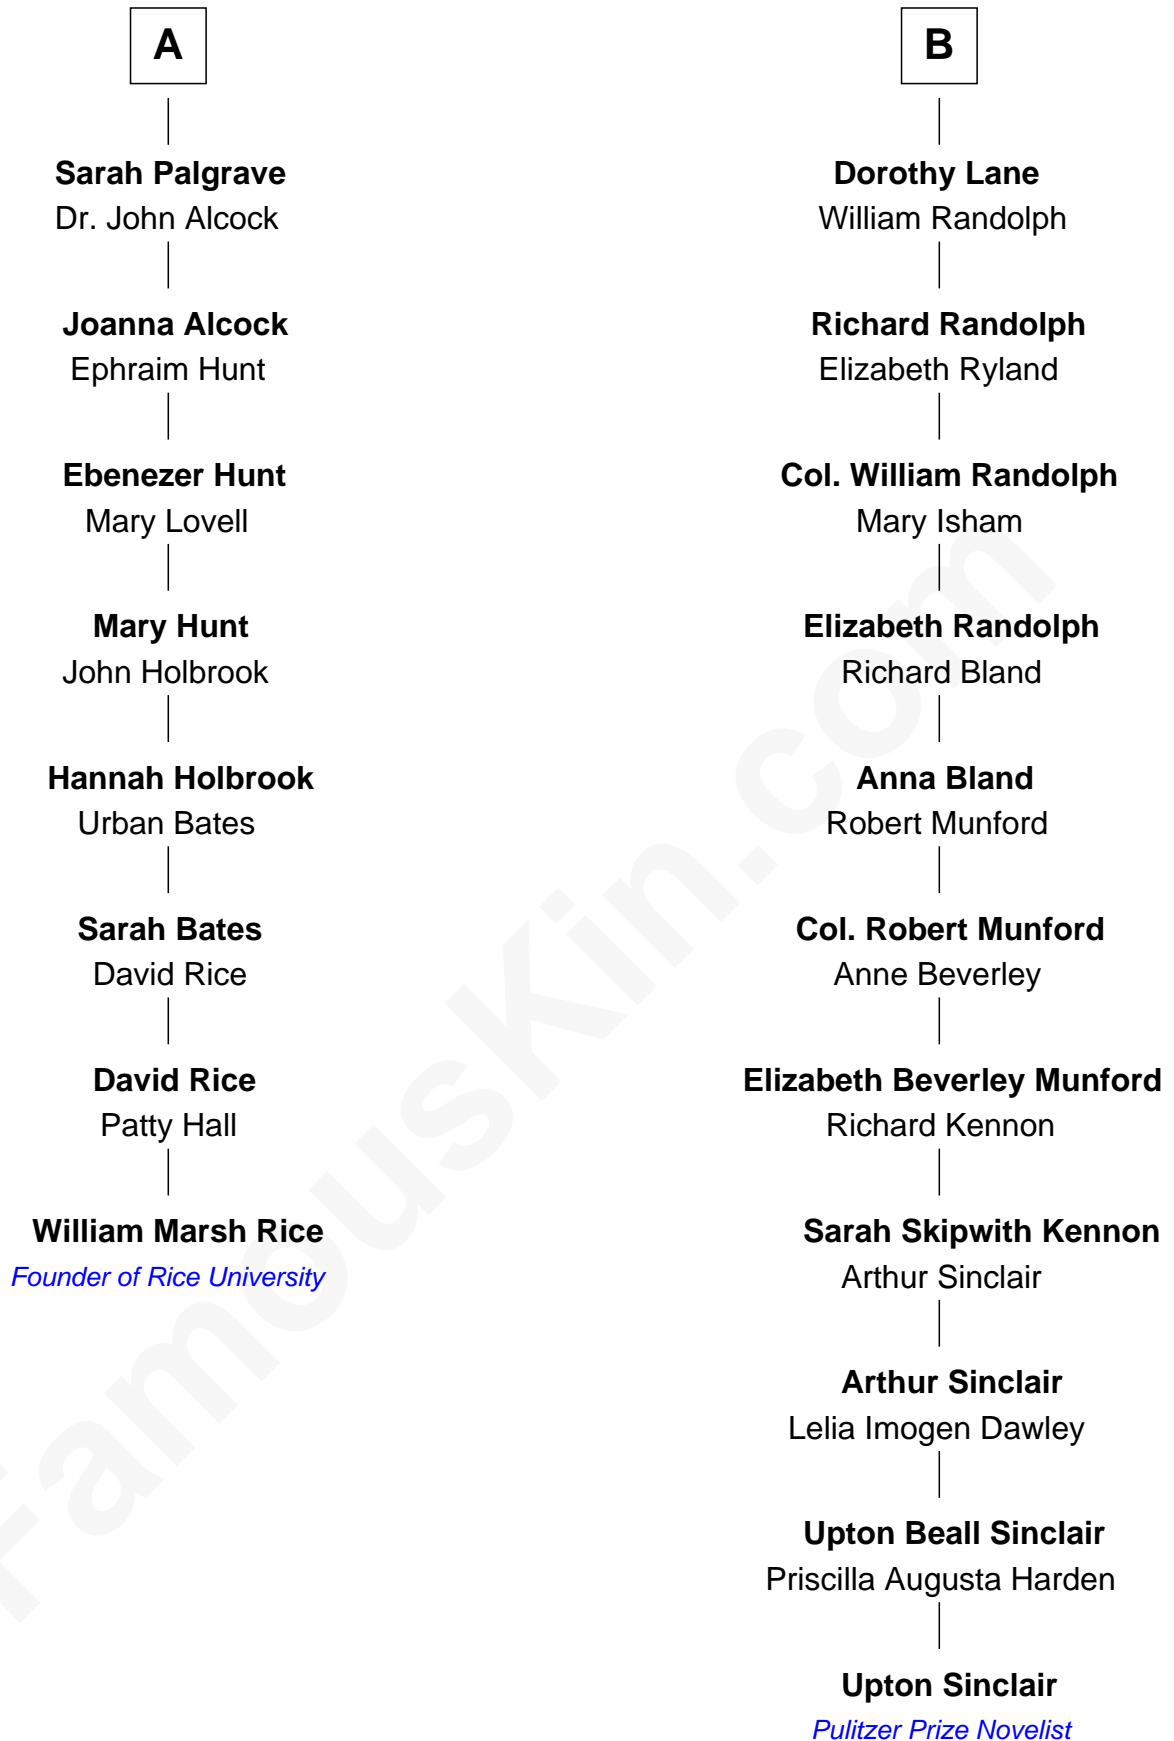 A
Sarah Palgrave
Dr. John Alcock
Joanna Alcock
Ephraim Hunt
Ebenezer Hunt
Mary Lovell
Mary Hunt
John Holbrook
Hannah Holbrook
Urban Bates
Sarah Bates
David Rice
David Rice
Patty Hall
William Marsh Rice
Founder of Rice University
B
Dorothy Lane
William Randolph
Richard Randolph
Elizabeth Ryland
Col. William Randolph
Mary Isham
Elizabeth Randolph
Richard Bland
Anna Bland
Robert Munford
Col. Robert Munford
Anne Beverley
Elizabeth Beverley Munford
Richard Kennon
Sarah Skipwith Kennon
Arthur Sinclair
Arthur Sinclair
Lelia Imogen Dawley
Upton Beall Sinclair
Priscilla Augusta Harden
Upton Sinclair
Pulitzer Prize Novelist
FamousKin.com